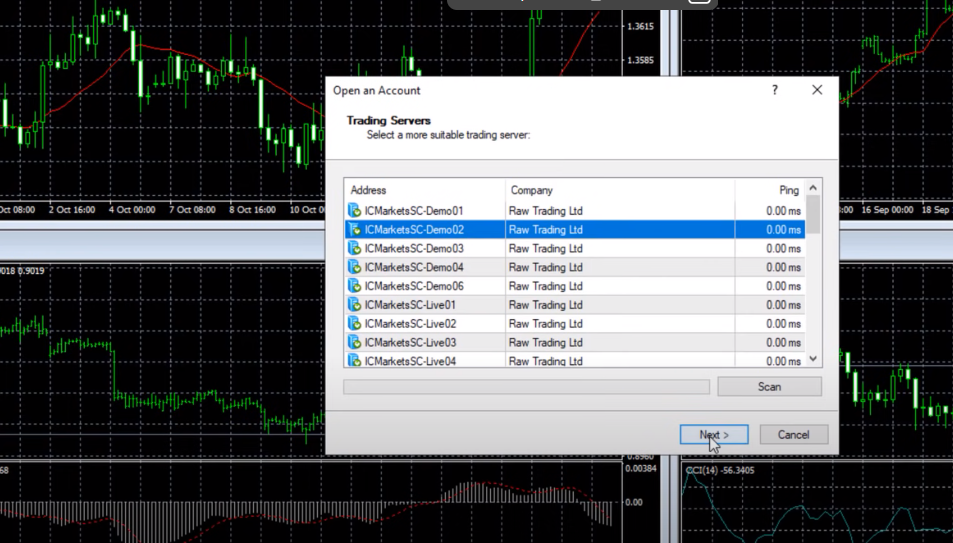 1.3615
1.3585
Open an Account
?
Trading Servers
Select a more suitable trading server:
Address Company Ping
ICMarketsSC-Demo01 Raw Trading Ltd 0.00 ms
ICMarketsSC-Demo02 Raw Trading Ltd 0.00 ms
ICMarketsSC-Demo03 Raw Trading Ltd 0.00 ms
ICMarketsSC-Demo04 Raw Trading Ltd 0.00 ms
ICMarketsSC-Demo06 Raw Trading Ltd 0.00 ms
ICMarketsSC-Live01 Raw Trading Ltd 0.00 ms
ICMarketsSC-Live02 Raw Trading Ltd 0.00 ms
ICMarketsSC-Live03 Raw Trading Ltd 0.00 ms
ICMarketsSC-Live04 Raw Trading Ltd 0.00 ms
Scan
Next >
Cancel
Oct 08:00 2 Oct 16:00 4 Oct 00:00 7 Oct 08:00 8 Oct 16:00 10 Oc
:00 16 Sep 00:00 18 Sep
018 0.9019
0.8960
68
0.00384
0.00
CCI(14) -56.3405